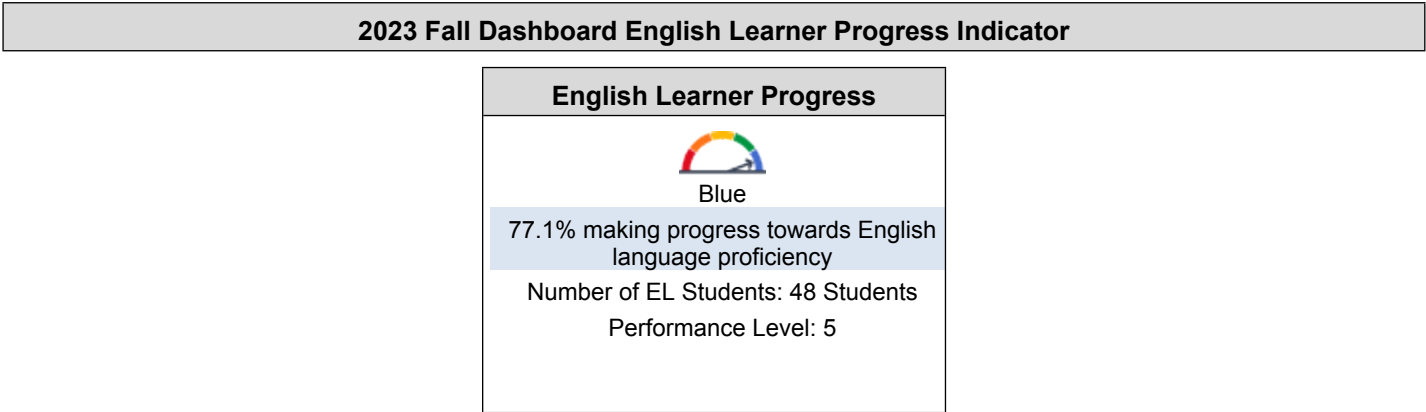 2023 Fall Dashboard English Learner Progress Indicator
English Learner Progress
Blue
77.1% making progress towards English
language proficiency
Number of EL Students: 48 Students
Performance Level: 5